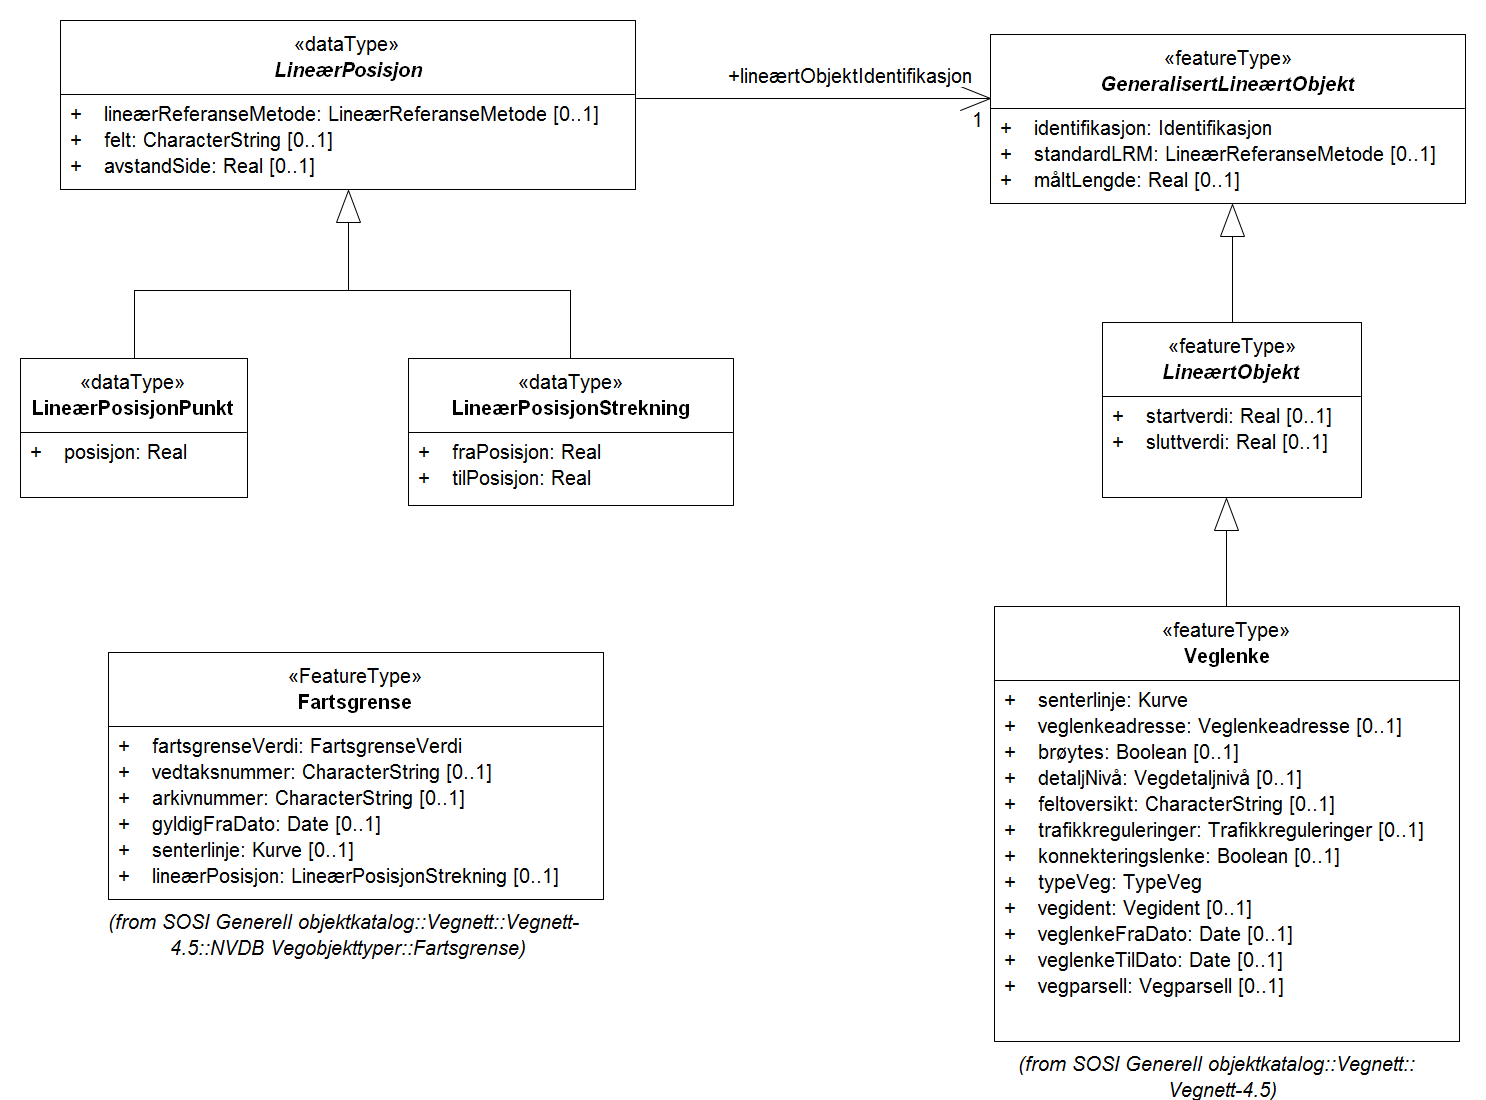 «dataType»
LineærPosisjon
+ lineærReferanseMetode: LineærReferanseMetode [0..1]
+ felt: CharacterString [0..1]
+ avstandSide: Real [0..1]
+lineærtObjektIdentifikasjon
1
«featureType»
GeneralisertLineærtObjekt
+ identifikasjon: Identifikasjon
+ standardLRM: LineærReferanseMetode [0..1]
+ måltLengde: Real [0..1]
«dataType»
LineærPosisjonPunkt
+ posisjon: Real
«dataType»
LineærPosisjonStrekning
+ fraPosisjon: Real
+ tilPosisjon: Real
«featureType»
LineærtObjekt
+ startverdi: Real [0..1]
+ sluttverdi: Real [0..1]
«FeatureType»
Fartsgrense
+ fartsgrenseVerdi: FartsgrenseVerdi
+ vedtaksnummer: CharacterString [0..1]
+ arkivnummer: CharacterString [0..1]
+ gyldigFraDato: Date [0..1]
+ senterlinje: Kurve [0..1]
+ lineærPosisjon: LineærPosisjonStrekning [0..1]
(from SOSI Generell objektkatalog::Vegnett::Vegnett-
4.5::NVDB Vegobjekttyper::Fartsgrense)
«featureType»
Veglenke
+ senterlinje: Kurve
+ veglenkeadresse: Veglenkeadresse [0..1]
+ brøytes: Boolean [0..1]
+ detaljNivå: Vegdetaljnivå [0..1]
+ feltoversikt: CharacterString [0..1]
+ trafikkreguleringer: Trafikkreguleringer [0..1]
+ konnekteringslenke: Boolean [0..1]
+ typeVeg: TypeVeg
+ vegident: Vegident [0..1]
+ veglenkeFraDato: Date [0..1]
+ veglenkeTilDato: Date [0..1]
+ vegparsell: Vegparsell [0..1]
(from SOSI Generell objektkatalog::Vegnett::
Vegnett-4.5)